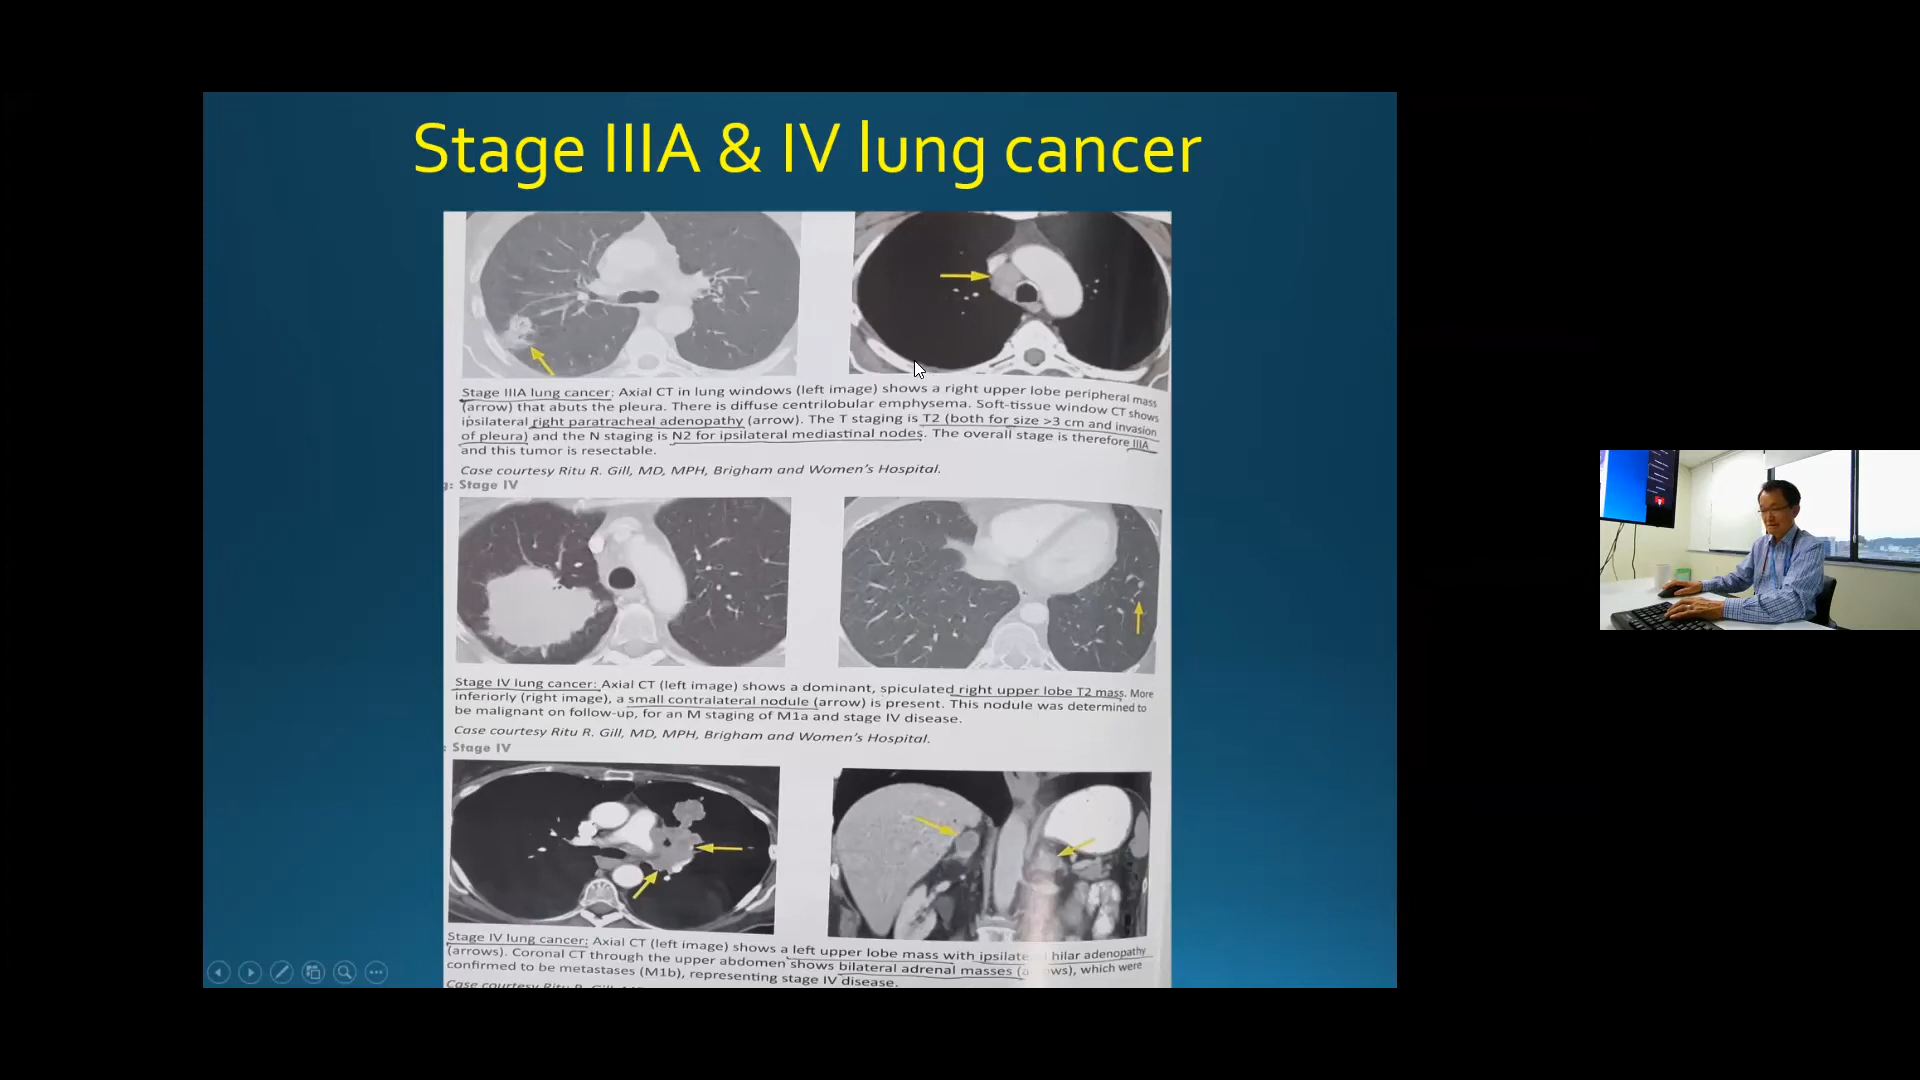 Stage IIIA & IV lung cancer
Stage IIIA lung cancer: Axial CT in lung windows (left image) shows a right upper lobe peripheral mass
(arrow) that abuts the pleura. There is diffuse centrilobular emphysema. Soft-tissue window CT shows
ipsilateral right paratracheal adenopathy (arrow). The T staging is T2 (both for size >3 cm and invasion
of pleura) and the N staging is N2 for ipsilateral mediastinal nodes. The overall stage is therefore IIIA
and this tumor is resectable.
Case courtesy Ritu R. Gill, MD, MPH, Brigham and Women's Hospital.
: Stage IV
Stage IV lung cancer: Axial CT (left image) shows a dominant, spiculated right upper lobe T2 mass. More
inferiorly (right image), a small contralateral nodule (arrow) is present. This nodule was determined to
be malignant on follow-up, for an M staging of M1a and stage IV disease.
Case courtesy Ritu R. Gill, MD, MPH, Brigham and Women's Hospital.
: Stage IV
Stage IV lung cancer: Axial CT (left image) shows a left upper lobe mass with hilar adenopathy
(arrows). Coronal CT through the upper abdomen shows bilateral adrenal masses which were
confirmed to be metastases (M1b), representing stage IV disease.
Case courtesy Ritu R.